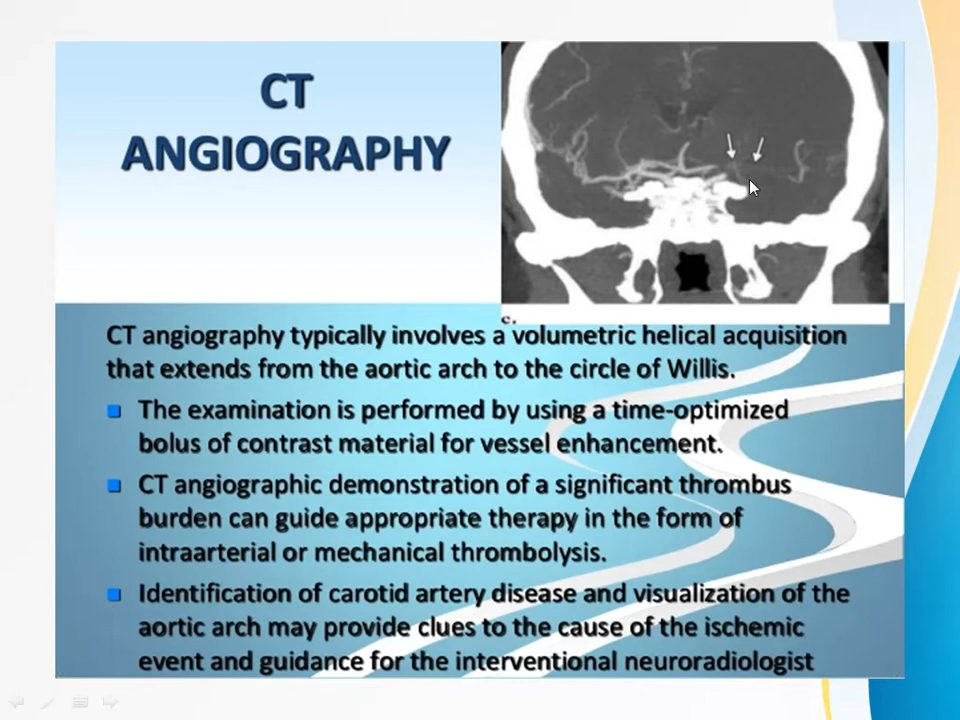 CT
ANGIOGRAPHY
c.
CT angiography typically involves a volumetric helical acquisition
that extends from the aortic arch to the circle of Willis.
The examination is performed by using a time-optimized
bolus of contrast material for vessel enhancement.
CT angiographic demonstration of a significant thrombus
burden can guide appropriate therapy in the form of
intraarterial or mechanical thrombolysis.
Identification of carotid artery disease and visualization of the
aortic arch may provide clues to the cause of the ischemic
event and guidance for the interventional neuroradiologist